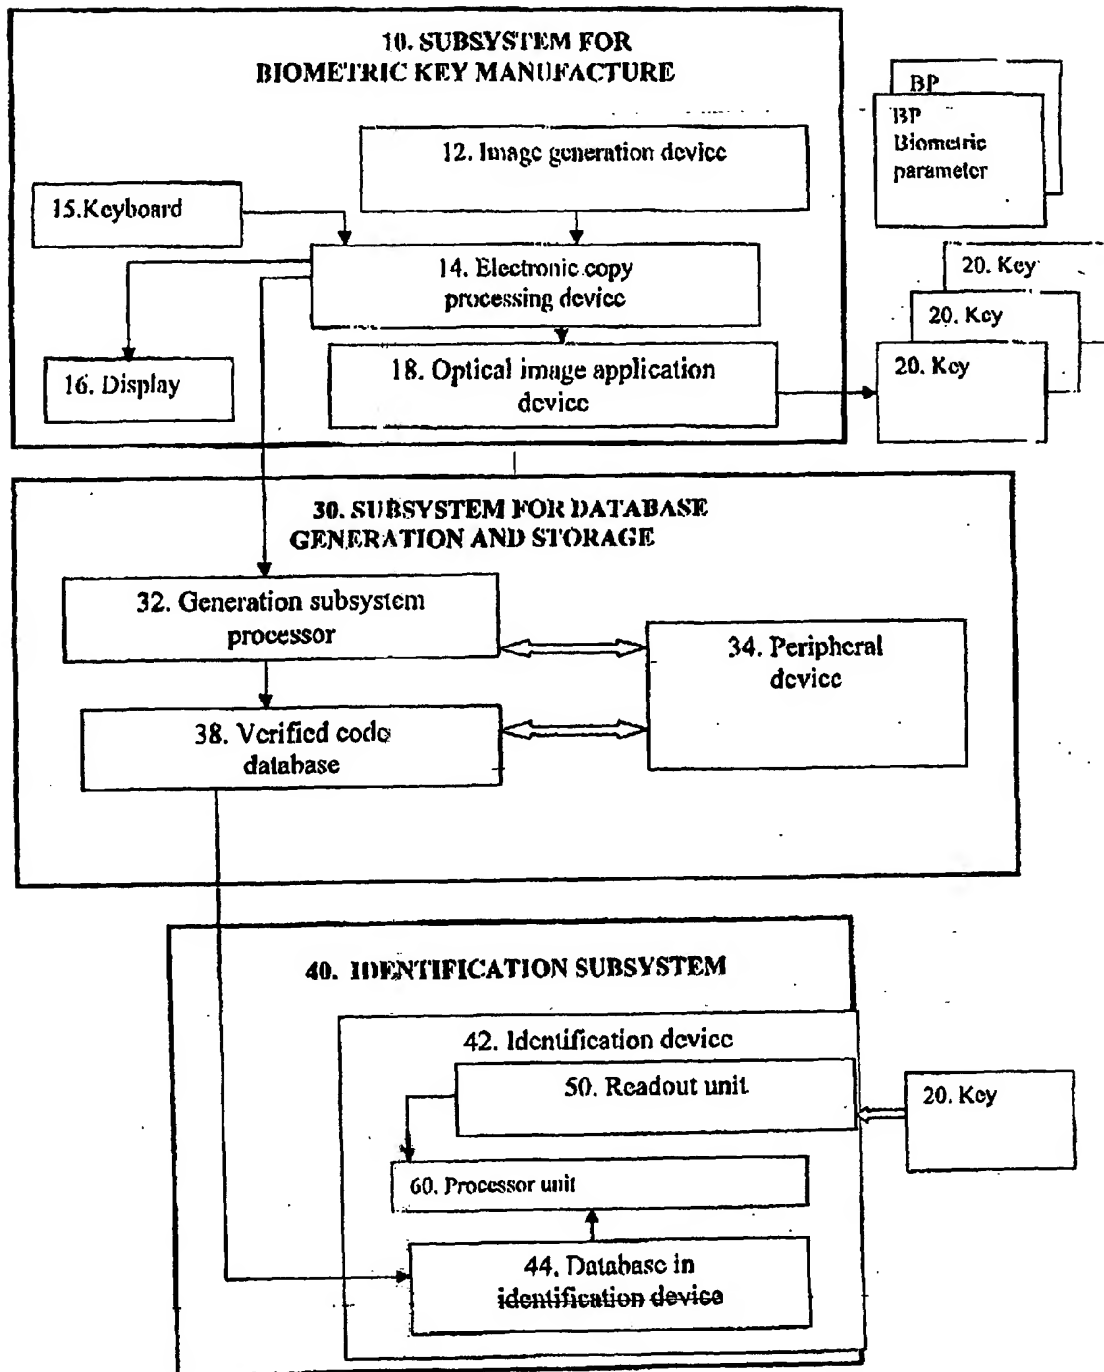 10. SUBSYSTEM FOR
BIOMETRIC KEY MANUFACTURE
BP
BP
Biometric
parameter
12. Image generation device
15.Keyboard
14. Electronic copy
processing device
20. Key
20. Key
20. Key
16. Display
18. Optical image application
device
30. SUBSYSTEM FOR DATABASE
GENERATION AND STORAGE
32. Generation subsystem
processor
34. Peripheral
device
38. Verified code
database
40. IDENTIFICATION SUBSYSTEM
42. Identification device
50. Readout unit
20. Key
60. Processor unit
44. Database in
identification device